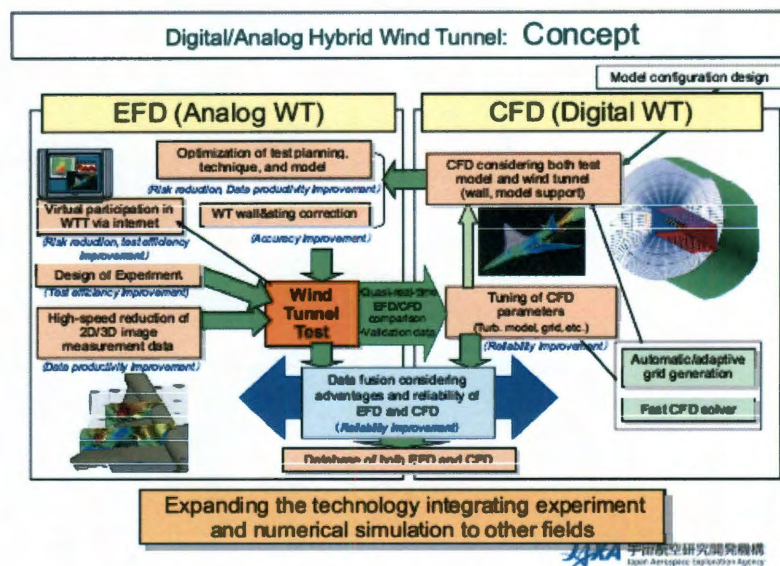 Digital/Analog Hybrid Wind Tunnel: Concept
Model configuration design
EFD (Analog WT)
CFD (Digital WT)
Optimization of test planning,
technique, and model
(Risk reduction, Data productivity improvement)
WT wall&sting correction
(Accuracy improvement)
Virtual participation in
WTT via internet
(Risk reduction, test efficiency
improvement)
Design of Experiment
(Test efficiency improvement)
High-speed reduction of
2D/3D image
measurement data
(Data productivity improvement)
Wind
Tunnel
Test
•Quasi-real-time
EFD/CFD
comparison
•Validation data
CFD considering both test
model and wind tunnel
(wall, model support)
Tuning of CFD
parameters
(Turb. model, grid, etc.)
(Reliability improvement)
Automatic/adaptive
grid generation
Fast CFD solver
Data fusion considering
advantages and reliability of
EFD and CFD
(Reliability improvement)
Database of both EFD and CFD
Expanding the technology integrating experiment
and numerical simulation to other fields
JAXA 宇宙航空研究開発機構
Japan Aerospace Exploration Agency